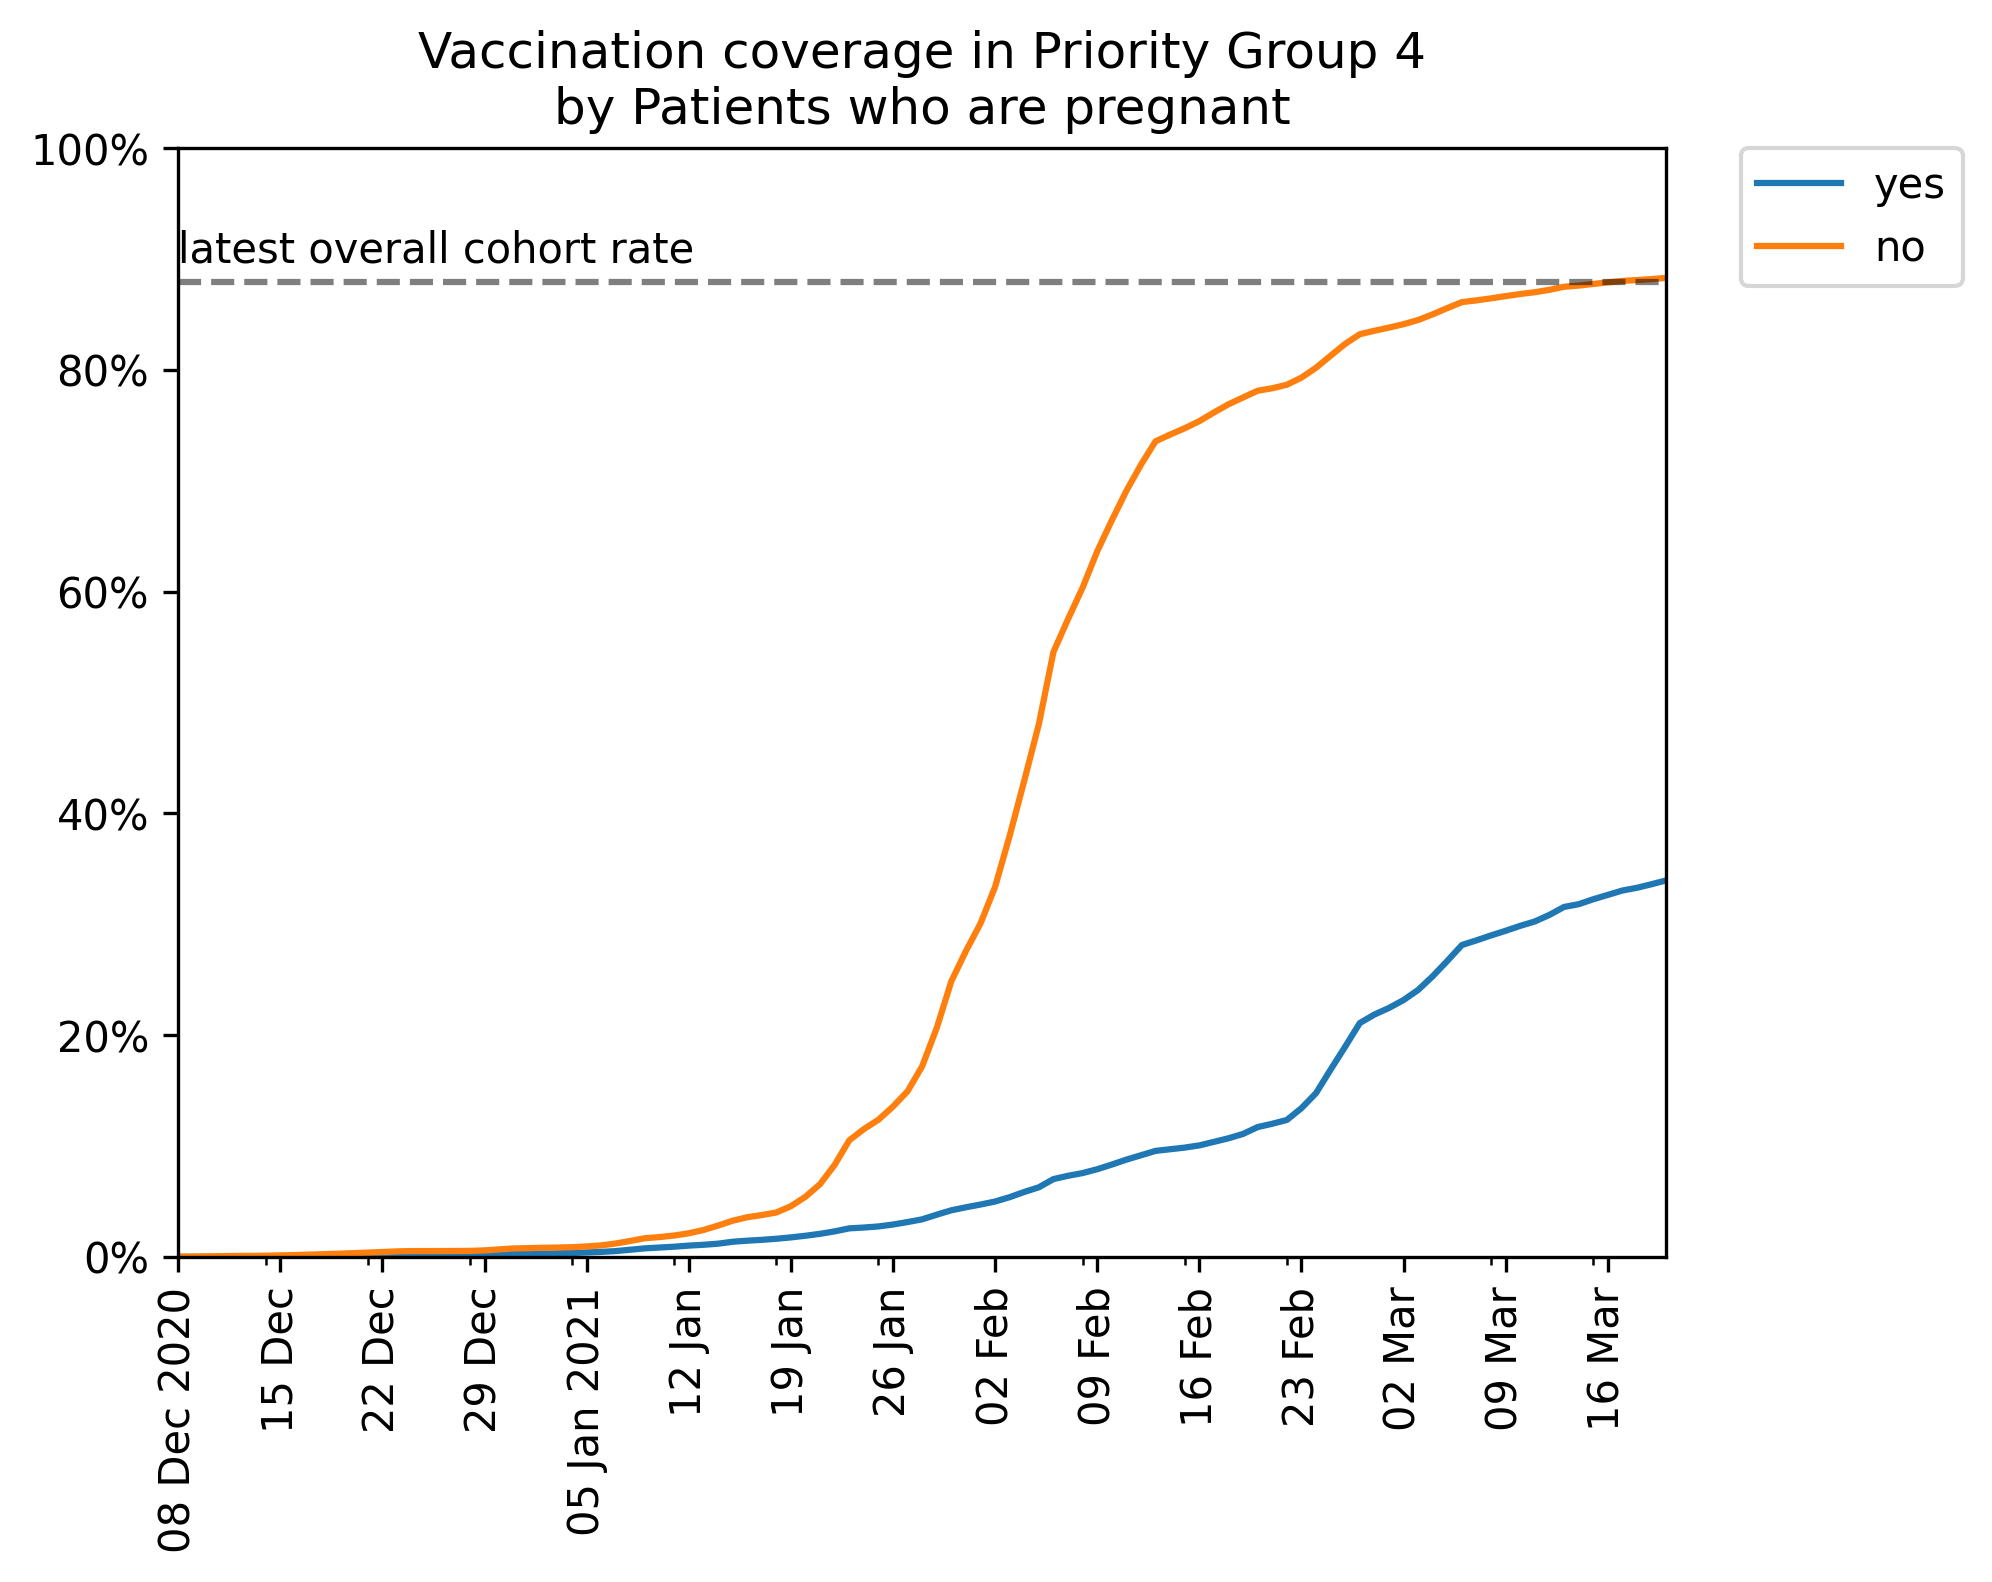 Vaccination coverage in Priority Group 4
by Patients who are pregnant
100%
80%
60%
40%
20%
0%
latest overall cohort rate
yes
no
08 Dec 2020
15 Dec
22 Dec
29 Dec
05 Jan 2021
12 Jan
19 Jan
26 Jan
02 Feb
09 Feb
16 Feb
23 Feb
02 Mar
09 Mar
16 Mar